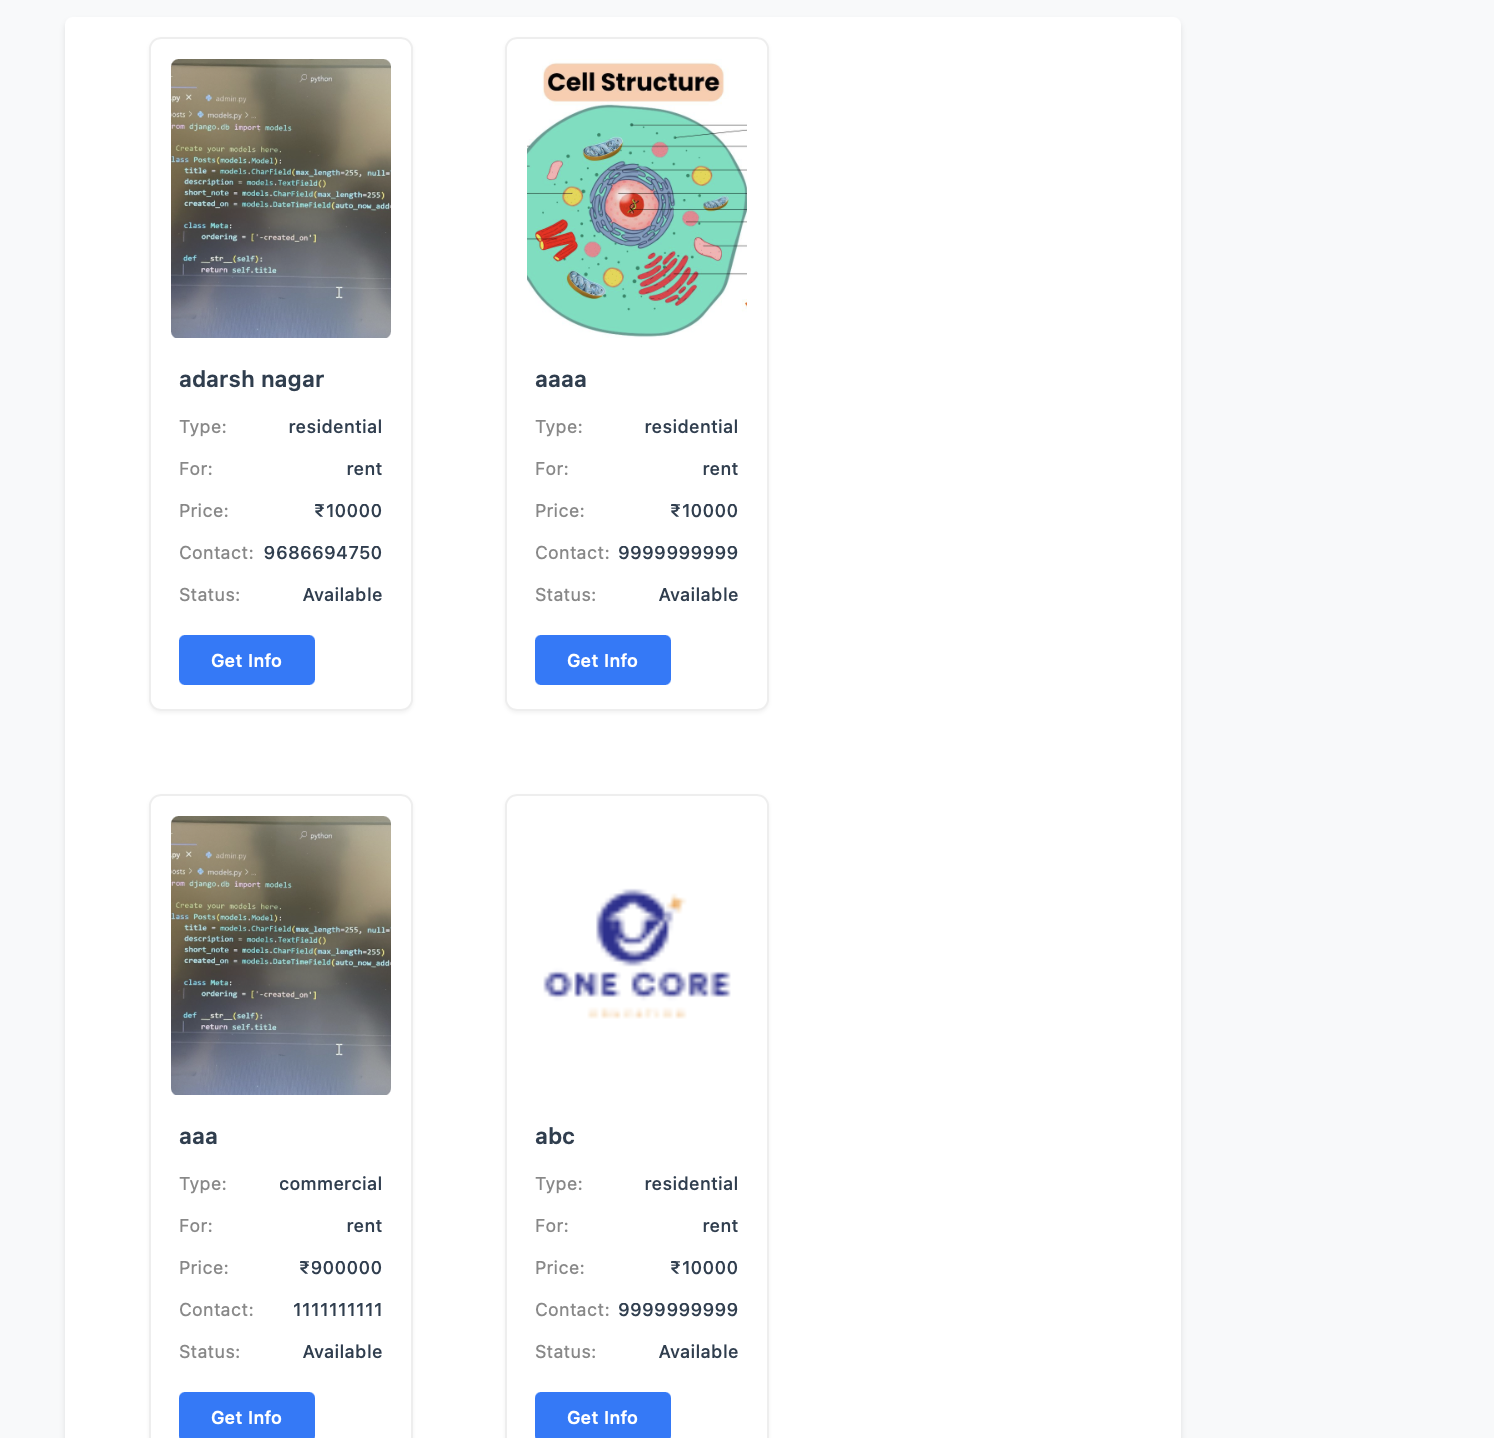 python
py ×
admin.py
osts > models.py > ...
rom django.db import models
Create your models here.
lass Posts(models.Model):
title = models.CharField(max_length=255, null=
description = models.TextField()
short_note = models.CharField(max_length=255)
created_on = models.DateTimeField(auto_now_add
class Meta:
ordering = ['-created_on']
def __str__(self):
return self.title
adarsh nagar
Type: residential
For: rent
Price: ₹10000
Contact: 9686694750
Status: Available
Get Info
Cell Structure
aaaa
Type: residential
For: rent
Price: ₹10000
Contact: 9999999999
Status: Available
Get Info
python
py ×
admin.py
osts > models.py > ...
rom django.db import models
Create your models here.
lass Posts(models.Model):
title = models.CharField(max_length=255, null=
description = models.TextField()
short_note = models.CharField(max_length=255)
created_on = models.DateTimeField(auto_now_add
class Meta:
ordering = ['-created_on']
def __str__(self):
return self.title
aaa
Type: commercial
For: rent
Price: ₹900000
Contact: 1111111111
Status: Available
Get Info
ONE CORE
abc
Type: residential
For: rent
Price: ₹10000
Contact: 9999999999
Status: Available
Get Info